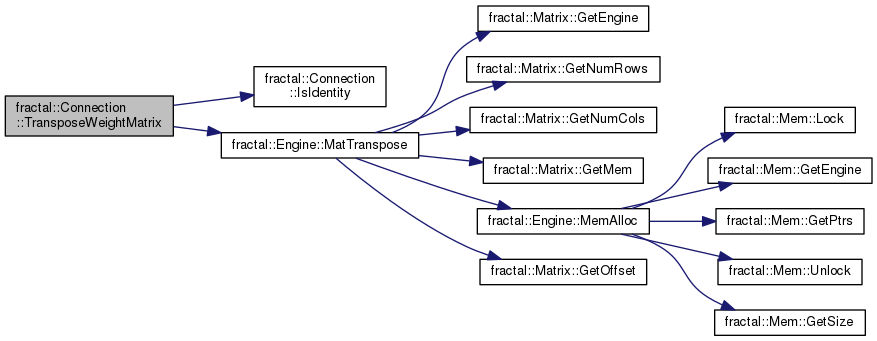 fractal::Connection
::TransposeWeightMatrix
fractal::Connection
::IsIdentity
fractal::Engine::MatTranspose
fractal::Matrix::GetEngine
fractal::Matrix::GetNumRows
fractal::Matrix::GetNumCols
fractal::Matrix::GetMem
fractal::Engine::MemAlloc
fractal::Matrix::GetOffset
fractal::Mem::Lock
fractal::Mem::GetEngine
fractal::Mem::GetPtrs
fractal::Mem::Unlock
fractal::Mem::GetSize